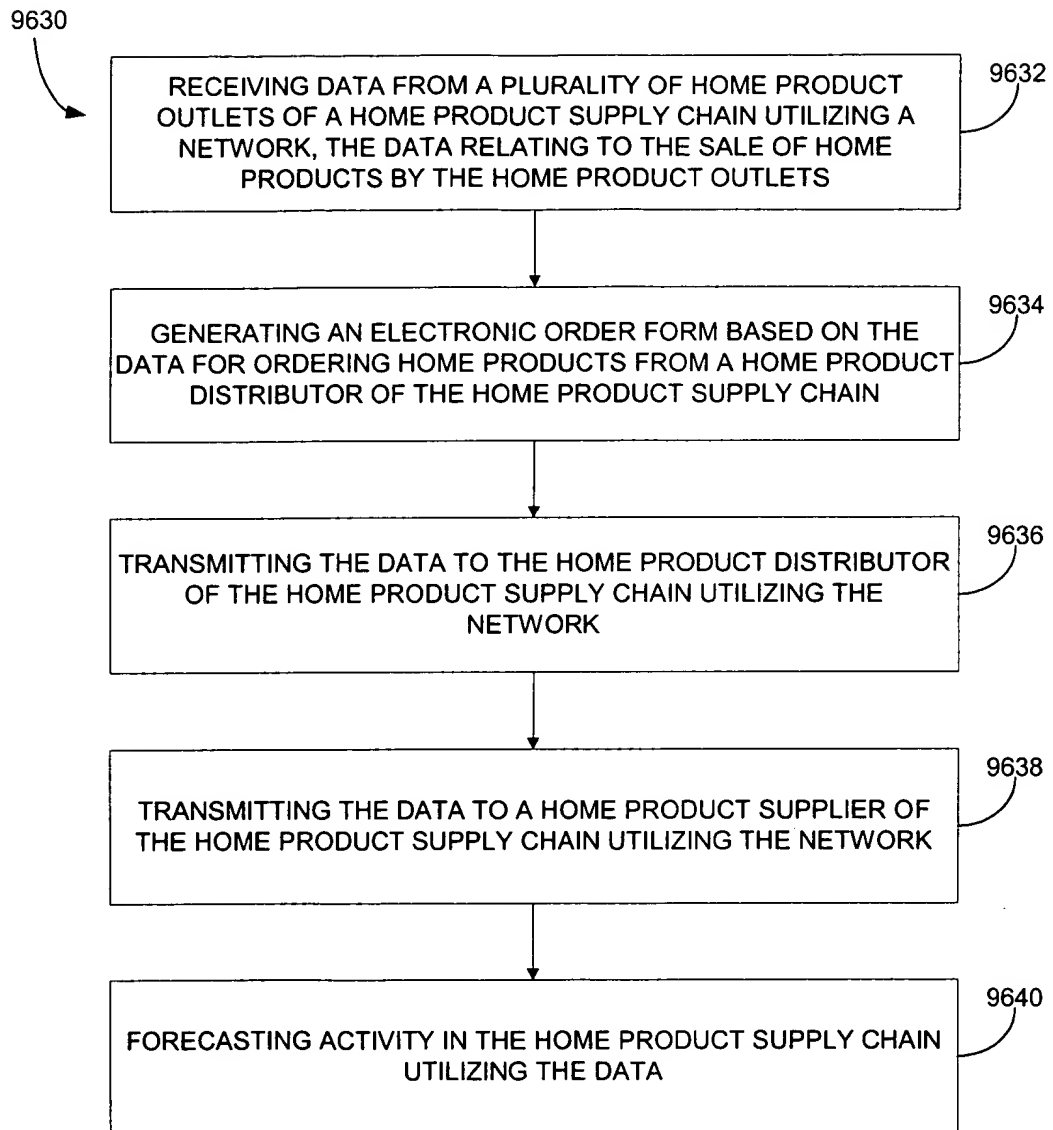 9630
RECEIVING DATA FROM A PLURALITY OF HOME PRODUCT
OUTLETS OF A HOME PRODUCT SUPPLY CHAIN UTILIZING A
NETWORK, THE DATA RELATING TO THE SALE OF HOME
PRODUCTS BY THE HOME PRODUCT OUTLETS
9632
GENERATING AN ELECTRONIC ORDER FORM BASED ON THE
DATA FOR ORDERING HOME PRODUCTS FROM A HOME PRODUCT
DISTRIBUTOR OF THE HOME PRODUCT SUPPLY CHAIN
9634
TRANSMITTING THE DATA TO THE HOME PRODUCT DISTRIBUTOR
OF THE HOME PRODUCT SUPPLY CHAIN UTILIZING THE
NETWORK
9636
TRANSMITTING THE DATA TO A HOME PRODUCT SUPPLIER OF
THE HOME PRODUCT SUPPLY CHAIN UTILIZING THE NETWORK
9638
FORECASTING ACTIVITY IN THE HOME PRODUCT SUPPLY CHAIN
UTILIZING THE DATA
9640